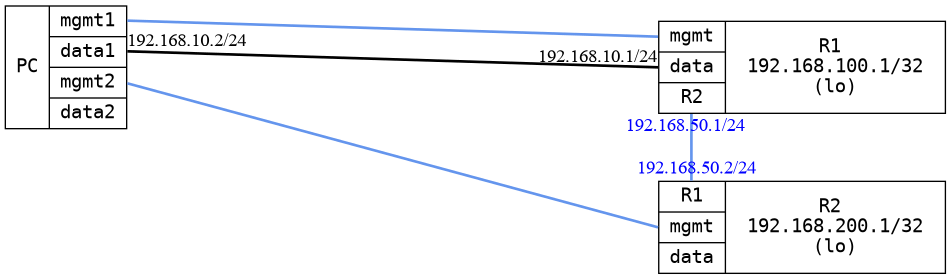 PC
mgmt1
data1
mgmt2
data2
192.168.10.2/24
192.168.10.1/24
mgmt
data
R2
R1
192.168.100.1/32
(lo)
192.168.50.1/24
192.168.50.2/24
R1
mgmt
data
R2
192.168.200.1/32
(lo)